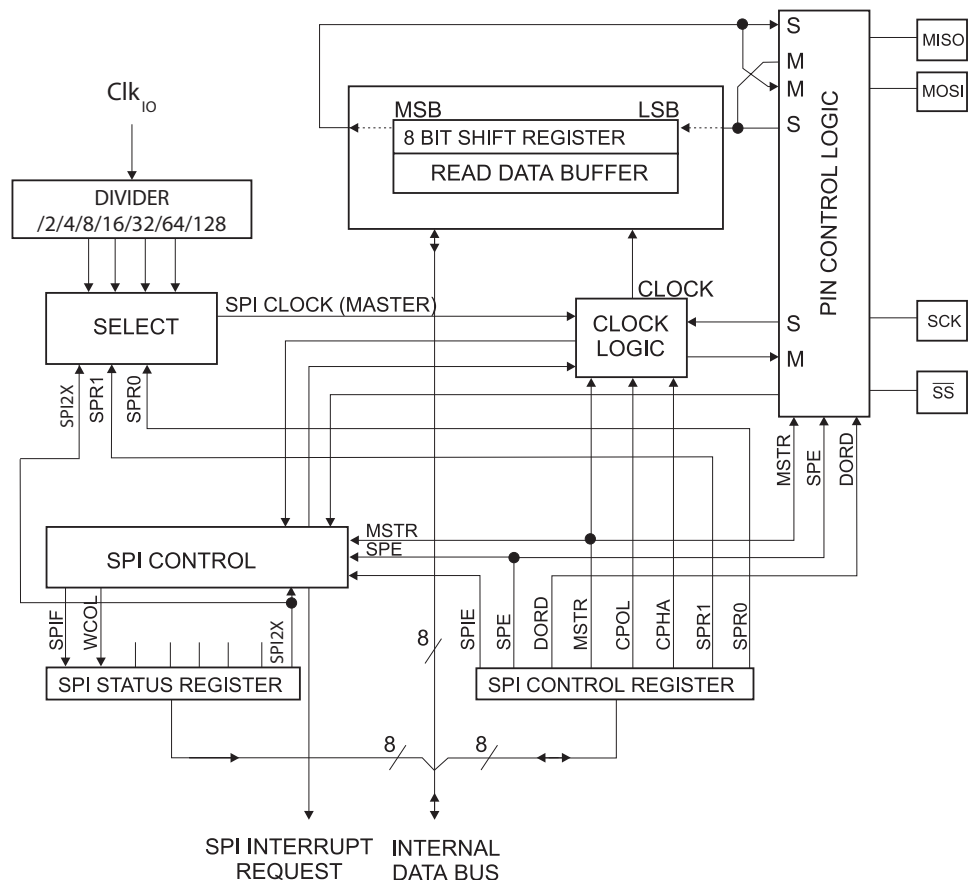 S
MISO
M
Clk IO
MSB
LSB
M
MOSI
8 BIT SHIFT REGISTER
S
READ DATA BUFFER
DIVIDER
/2/4/8/16/32/64/128
PIN CONTROL LOGIC
CLOCK
SPI CLOCK (MASTER)
SELECT
CLOCK
LOGIC
S
SCK
M
SPI2X
SPR1
SPR0
SS
MSTR
SPE
DORD
MSTR
SPE
SPI CONTROL
SPIF
WCOL
SPI2X
8
SPIE
SPE
DORD
MSTR
CPOL
CPHA
SPR1
SPR0
SPI STATUS REGISTER
SPI CONTROL REGISTER
8
8
SPI INTERRUPT
REQUEST
INTERNAL
DATA BUS